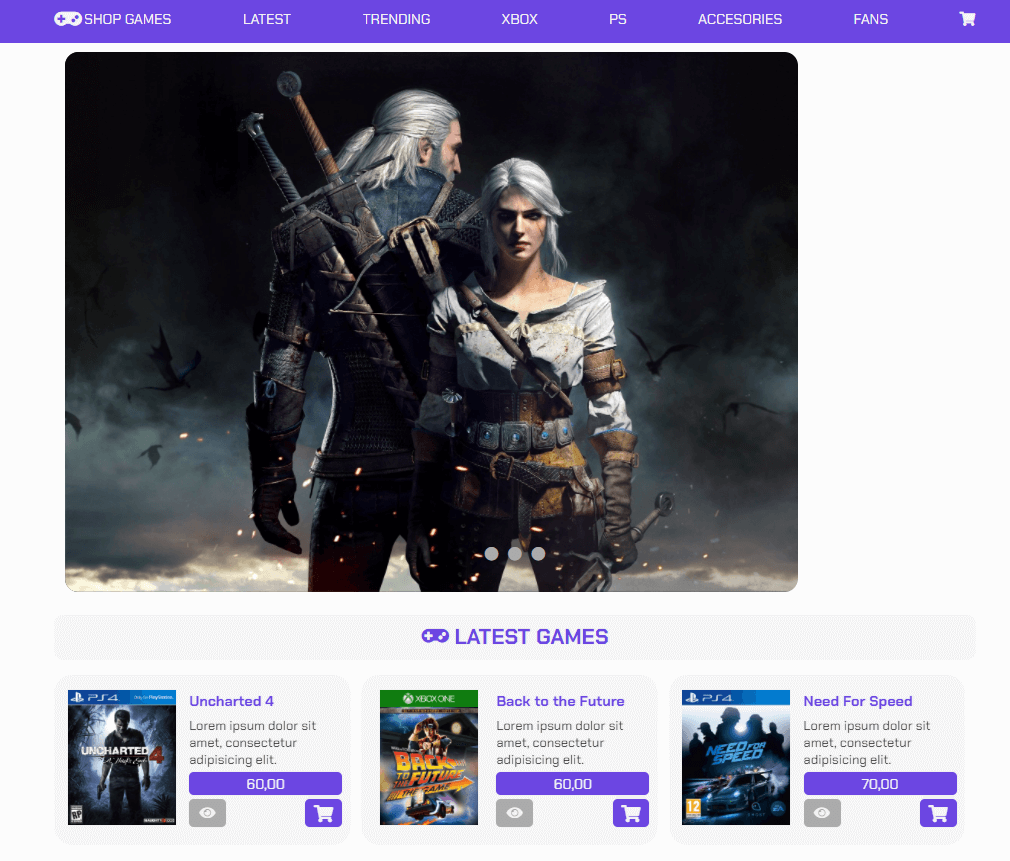 SHOP GAMES LATEST TRENDING XBOX PS ACCESORIES FANS
LATEST GAMES
PS4
UNCHARTED 4
Uncharted 4
Lorem ipsum dolor sit
amet, consectetur
adipisicing elit.
60,00
XBOX ONE
BACK
TO THE
FUTURE
THE GAME
Back to the Future
Lorem ipsum dolor sit
amet, consectetur
adipisicing elit.
60,00
PS4
NEED FOR
SPEED
12
Need For Speed
Lorem ipsum dolor sit
amet, consectetur
adipisicing elit.
70,00